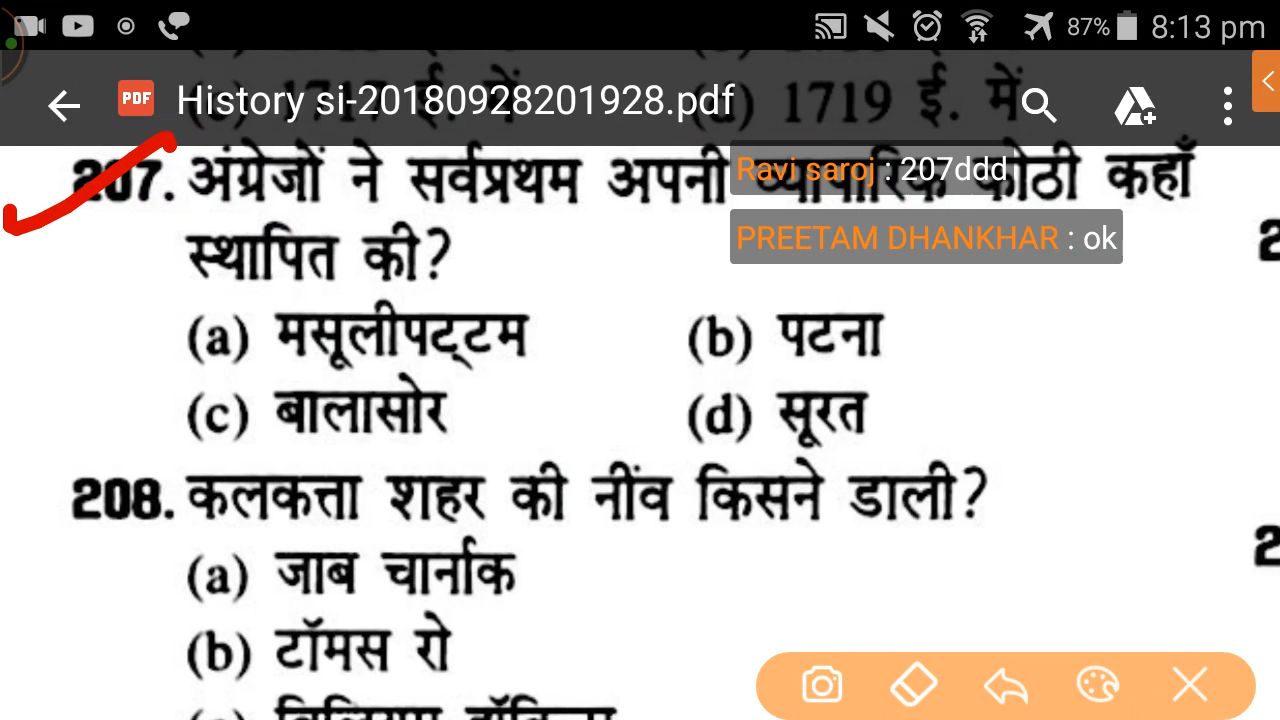 87% 8:13 pm
PDF History si-20180928201928.pdf
1719 ई. में
207. अंग्रेजों ने सर्वप्रथम अपनी व्यापारिक कोठी कहाँ
Ravi saroj : 207ddd
स्थापित की?
PREETAM DHANKHAR : ok
(a) मसूलीपट्टम (b) पटना
(c) बालासोर (d) सूरत
208. कलकत्ता शहर की नींव किसने डाली?
(a) जाब चार्नाक
(b) टॉमस रो